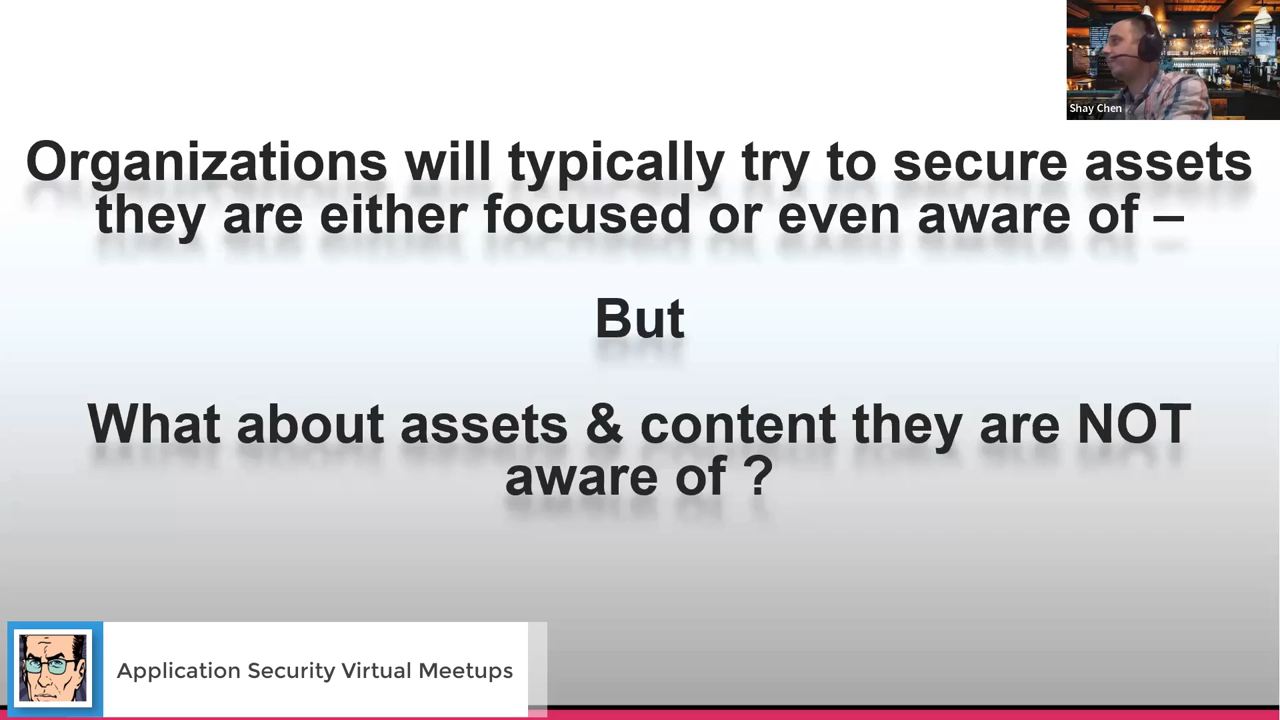 Shay Chen
Organizations will typically try to secure assets
they are either focused or even aware of –
But
What about assets & content they are NOT
aware of ?
Application Security Virtual Meetups